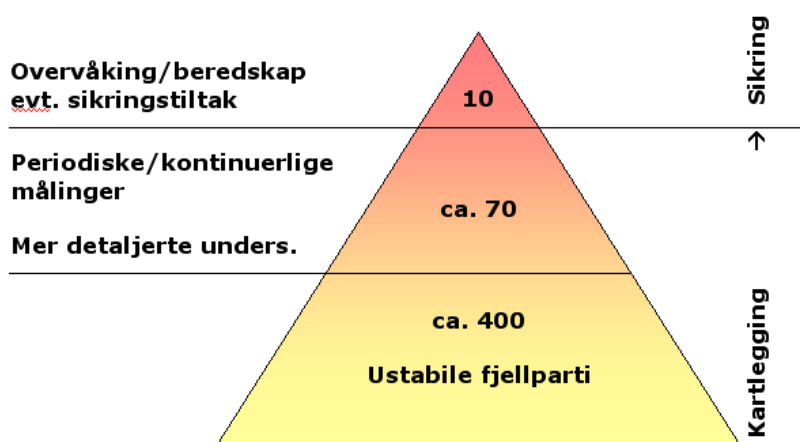 Overvåking/beredskap
evt. sikringstiltak
10
Sikring
→
Periodiske/kontinuerlige
målinger
ca. 70
Mer detaljerte unders.
ca. 400
Ustabile fjellparti
Kartlegging